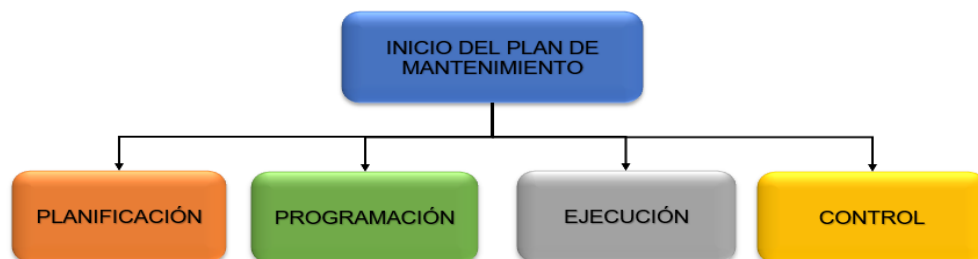 INICIO DEL PLAN DE
MANTENIMIENTO
PLANIFICACIÓN
PROGRAMACIÓN
EJECUCIÓN
CONTROL